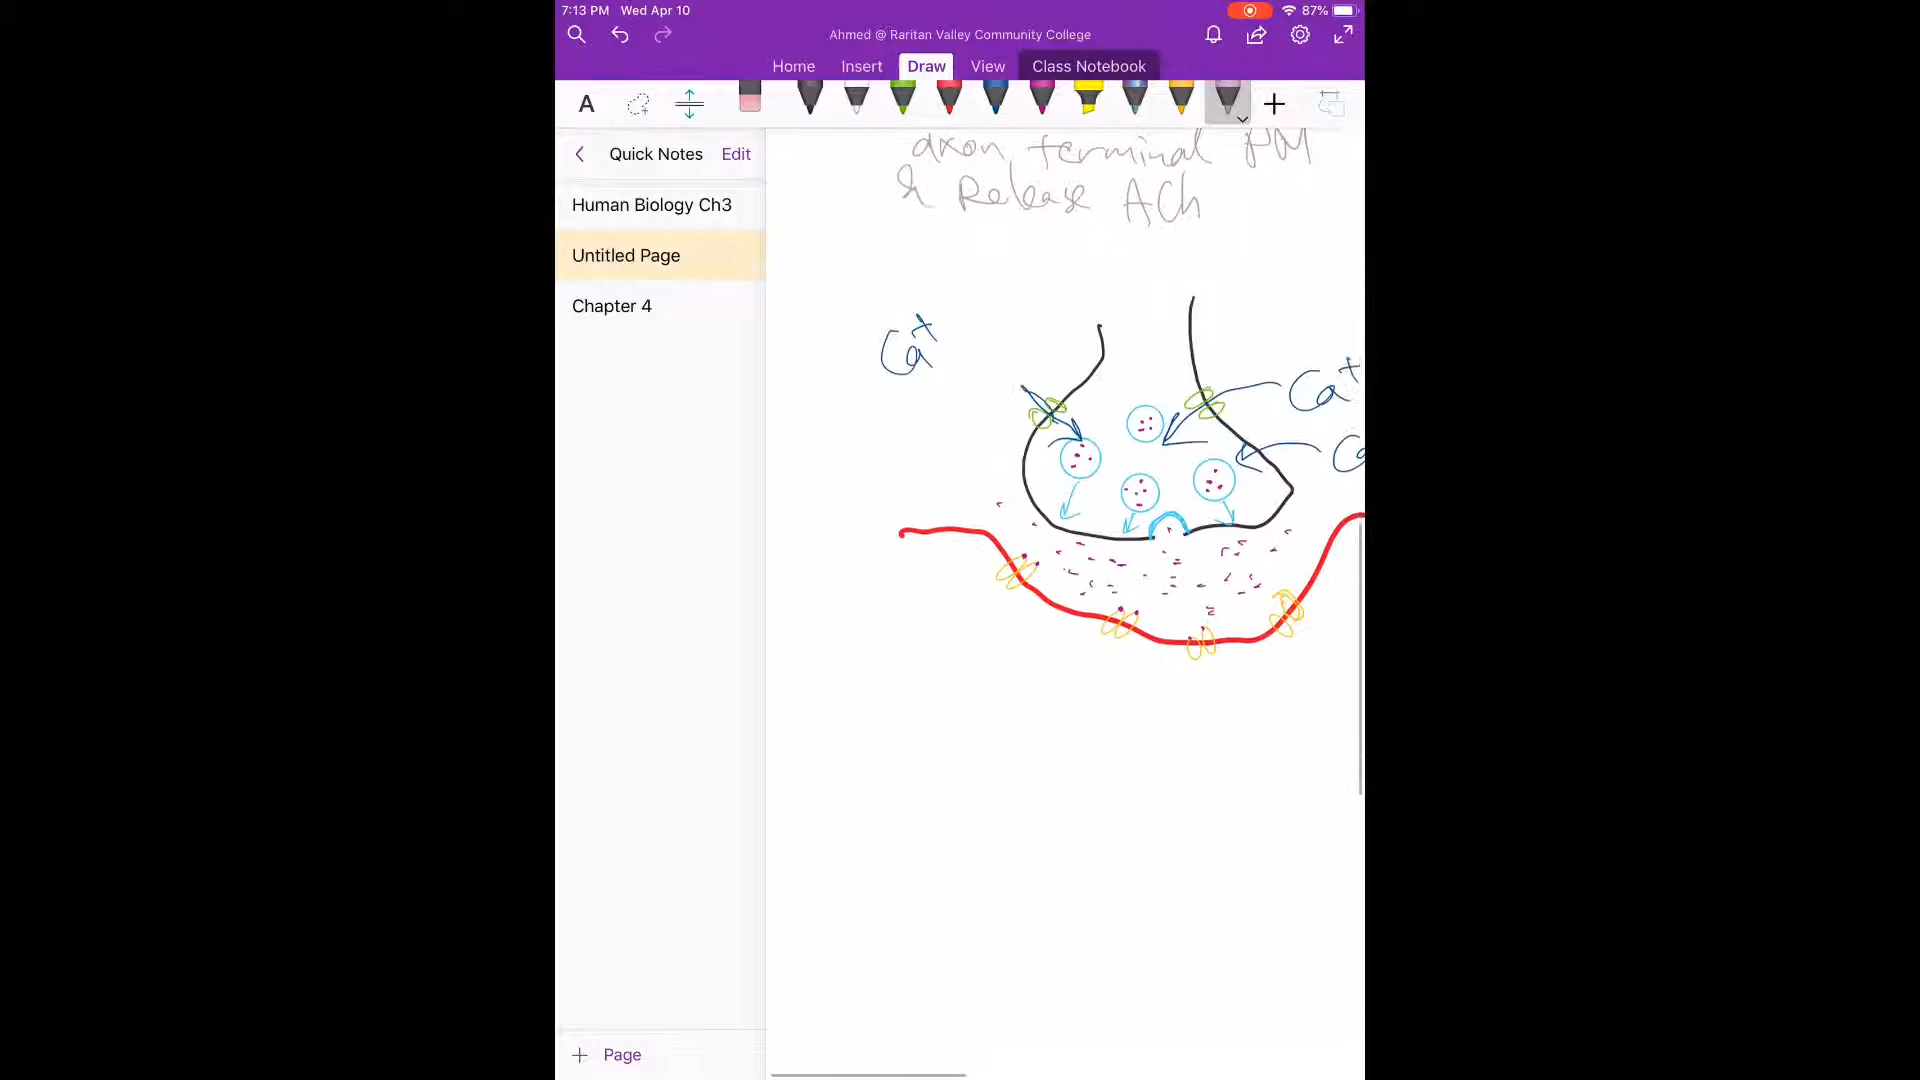 7:13 PM Wed Apr 10
87%
Ahmed @ Raritan Valley Community College
Home Insert Draw View Class Notebook
A
Quick Notes Edit
Human Biology Ch3
Untitled Page
Chapter 4
axon terminal PM
& Release ACh
Ca+
Ca+
Ca
+ Page